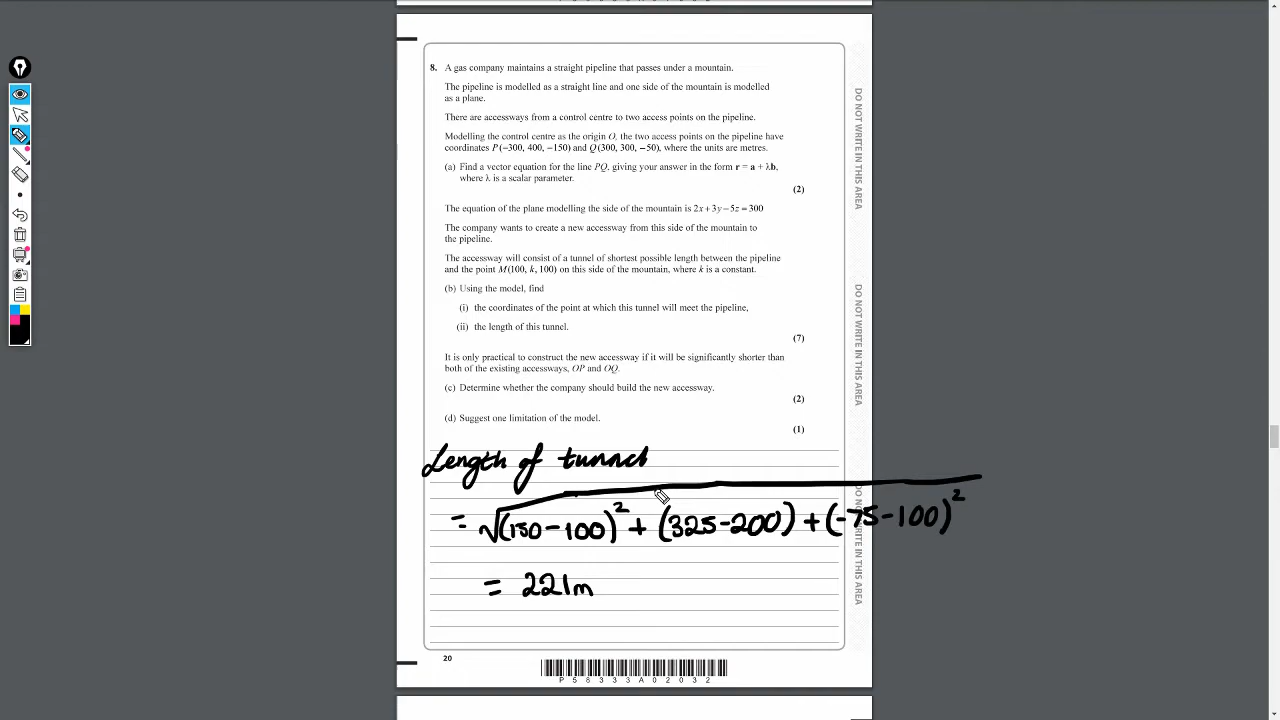 8. A gas company maintains a straight pipeline that passes under a mountain.
The pipeline is modelled as a straight line and one side of the mountain is modelled
as a plane.
There are accessways from a control centre to two access points on the pipeline.
Modelling the control centre as the origin O, the two access points on the pipeline have
coordinates P(−300, 400, −150) and Q(300, 300, −50), where the units are metres.
(a) Find a vector equation for the line PQ, giving your answer in the form r = a + λb,
where λ is a scalar parameter.
(2)
The equation of the plane modelling the side of the mountain is 2x + 3y − 5z = 300
The company wants to create a new accessway from this side of the mountain to
the pipeline.
The accessway will consist of a tunnel of shortest possible length between the pipeline
and the point M(100, k, 100) on this side of the mountain, where k is a constant.
(b) Using the model, find
(i) the coordinates of the point at which this tunnel will meet the pipeline,
(ii) the length of this tunnel.
(7)
It is only practical to construct the new accessway if it will be significantly shorter than
both of the existing accessways, OP and OQ.
(c) Determine whether the company should build the new accessway.
(2)
(d) Suggest one limitation of the model.
(1)
Length of tunnel
= √(150 − 100)² + (325 − 200) + (−75 − 100)²
= 221m
20
P58333A02032
DO NOT WRITE IN THIS AREA
DO NOT WRITE IN THIS AREA
DO NOT WRITE IN THIS AREA